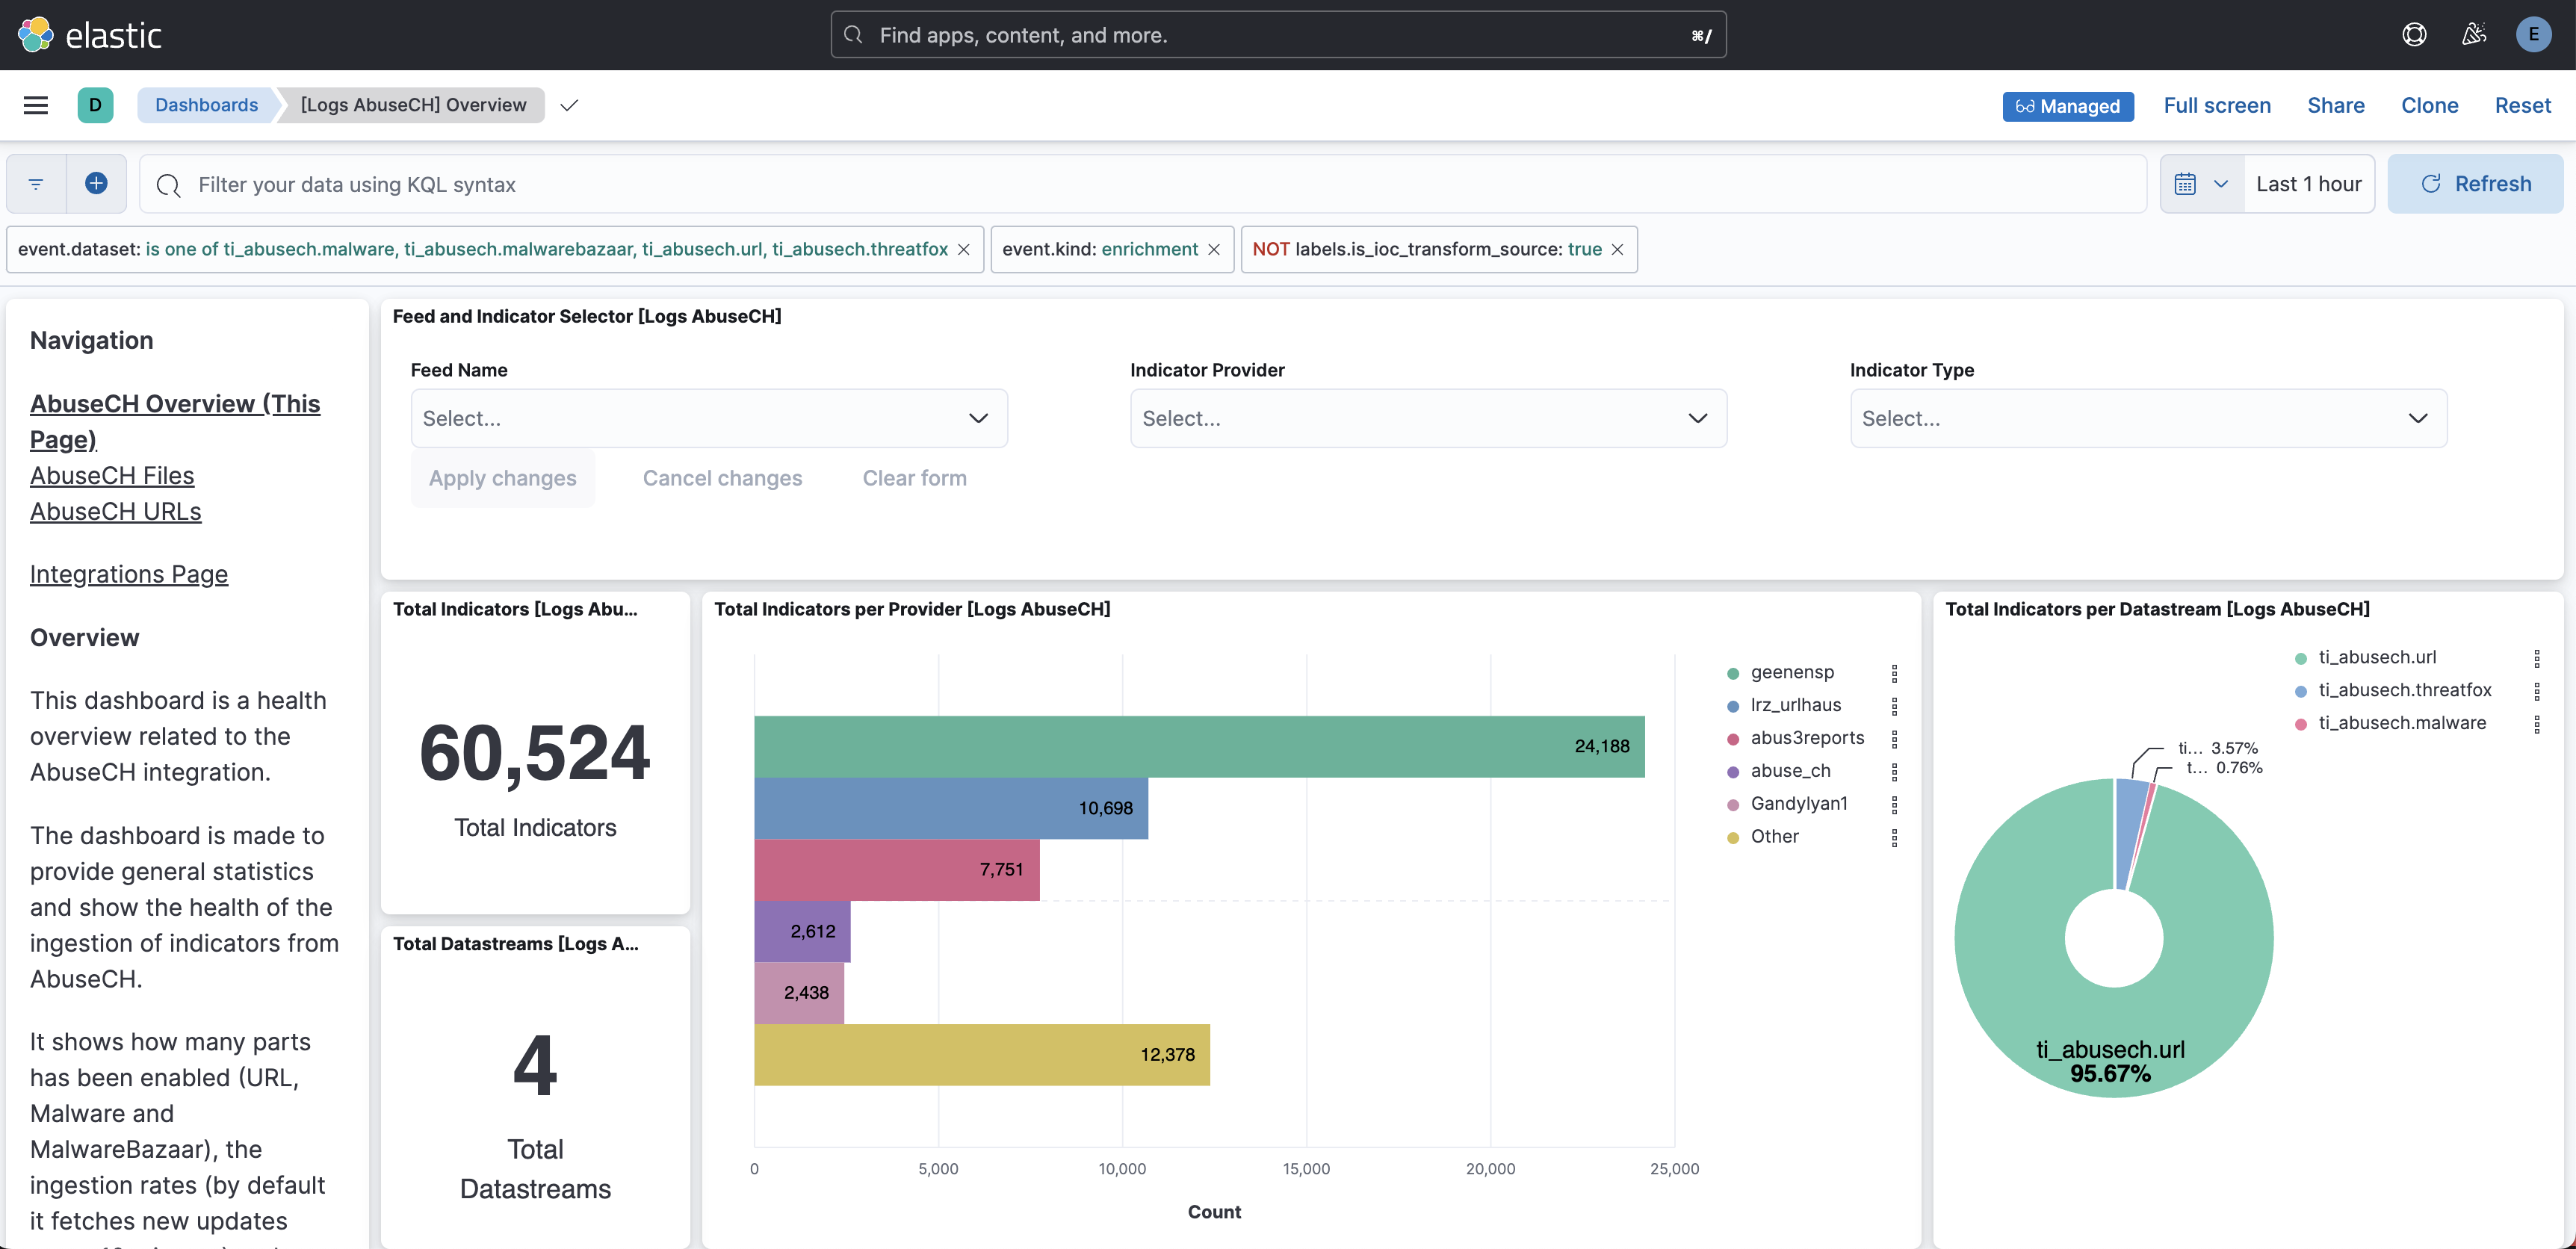 elastic
Find apps, content, and more.
⌘/
E
D
Dashboards
[Logs AbuseCH] Overview
Managed
Full screen
Share
Clone
Reset
Filter your data using KQL syntax
Last 1 hour
Refresh
event.dataset: is one of ti_abusech.malware, ti_abusech.malwarebazaar, ti_abusech.url, ti_abusech.threatfox
event.kind: enrichment
NOT labels.is_ioc_transform_source: true
Navigation
AbuseCH Overview (This
Page)
AbuseCH Files
AbuseCH URLs
Integrations Page
Overview
This dashboard is a health
overview related to the
AbuseCH integration.
The dashboard is made to
provide general statistics
and show the health of the
ingestion of indicators from
AbuseCH.
It shows how many parts
has been enabled (URL,
Malware and
MalwareBazaar), the
ingestion rates (by default
it fetches new updates
Feed and Indicator Selector [Logs AbuseCH]
Feed Name
Select...
Indicator Provider
Select...
Indicator Type
Select...
Apply changes
Cancel changes
Clear form
Total Indicators [Logs Abu...
60,524
Total Indicators
Total Datastreams [Logs A...
4
Total
Datastreams
Total Indicators per Provider [Logs AbuseCH]
24,188
10,698
7,751
2,612
2,438
12,378
0
5,000
10,000
15,000
20,000
25,000
Count
geenensp
lrz_urlhaus
abus3reports
abuse_ch
Gandylyan1
Other
Total Indicators per Datastream [Logs AbuseCH]
ti_abusech.url
ti_abusech.threatfox
ti_abusech.malware
ti... 3.57%
t... 0.76%
ti_abusech.url
95.67%